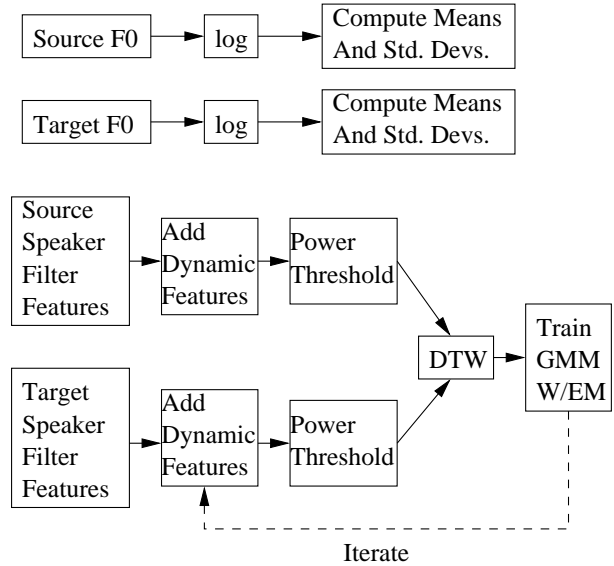 Source F0
log
Compute Means
And Std. Devs.
Target F0
log
Compute Means
And Std. Devs.
Source
Speaker
Filter
Features
Add
Dynamic
Features
Power
Threshold
DTW
Train
GMM
W/EM
Target
Speaker
Filter
Features
Add
Dynamic
Features
Power
Threshold
Iterate